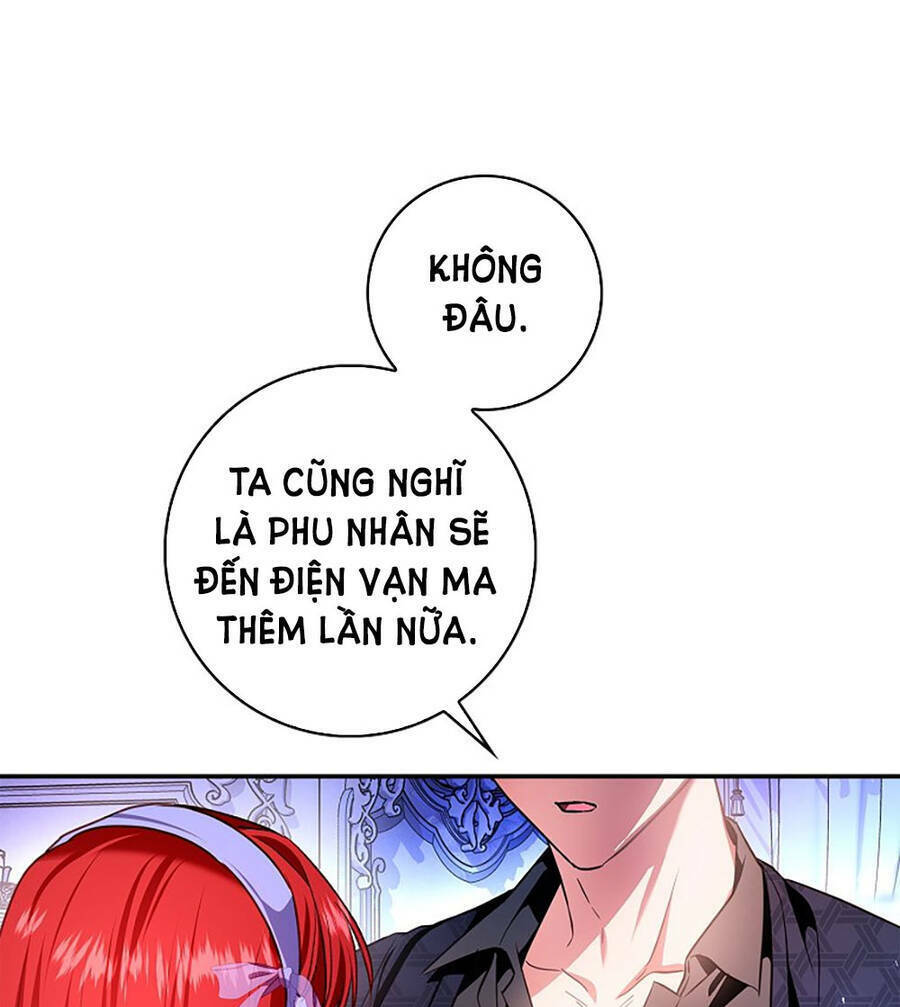 KHÔNG
ĐÂU.
TA CŨNG NGHĨ
LÀ PHU NHÂN SẼ
ĐẾN ĐIỆN VẠN MA
THÊM LẦN NỮA.